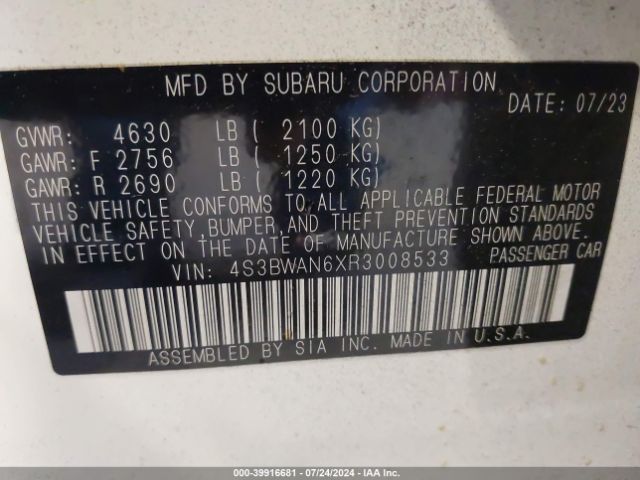 MFD BY SUBARU CORPORATION
DATE: 07/23
GVWR: 4630 LB ( 2100 KG)
GAWR: F 2756 LB ( 1250 KG)
GAWR: R 2690 LB ( 1220 KG)
THIS VEHICLE CONFORMS TO ALL APPLICABLE FEDERAL MOTOR
VEHICLE SAFETY, BUMPER, AND THEFT PREVENTION STANDARDS
IN EFFECT ON THE DATE OF MANUFACTURE SHOWN ABOVE.
VIN: 4S3BWAN6XR3008533 PASSENGER CAR
ASSEMBLED BY SIA INC. MADE IN U.S.A.
000-39916681 - 07/24/2024 - IAA Inc.